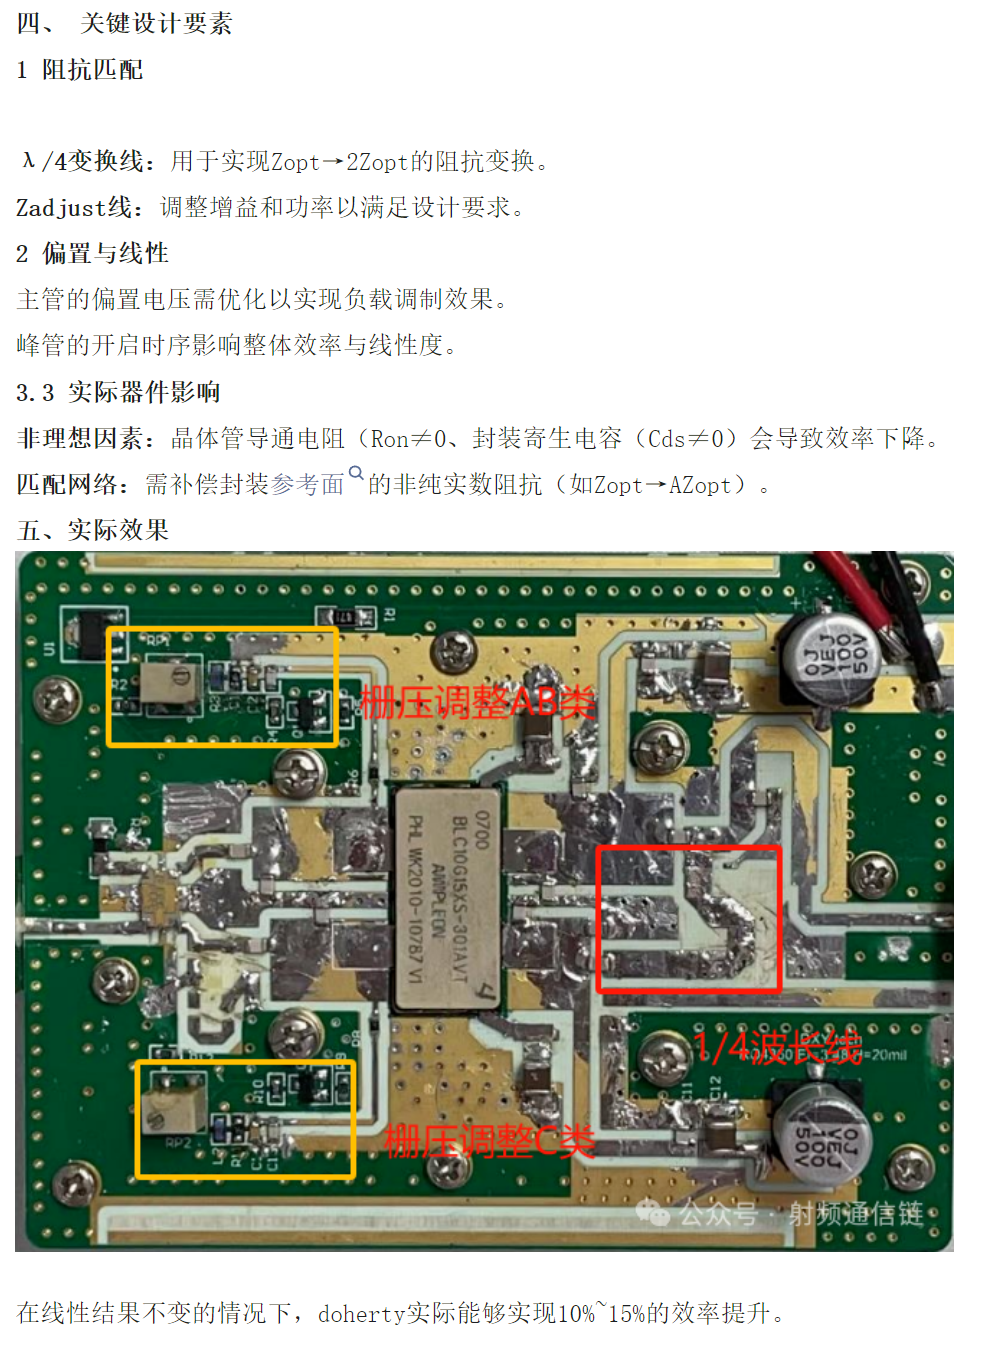 四、 关键设计要素
1 阻抗匹配
λ/4变换线：用于实现Zopt→2Zopt的阻抗变换。
Zadjust线：调整增益和功率以满足设计要求。
2 偏置与线性
主管的偏置电压需优化以实现负载调制效果。
峰管的开启时序影响整体效率与线性度。
3.3 实际器件影响
非理想因素：晶体管导通电阻（Ron≠0、封装寄生电容（Cds≠0）会导致效率下降。
匹配网络：需补偿封装参考面的非纯实数阻抗（如Zopt→AZopt）。
五、实际效果
R1
U1
RP1
R2
0J
VEJ
100
50V
栅压调整AB类
R6
0700
BLC10G15XS-301AVT
AMPLEON
PHL WK2010-10787 V1
1/4波长线
R8
R10
RP2
C11
C12
栅压调整C类
0J
VEJ
100
50V
公众号 · 射频通信链
在线性结果不变的情况下，doherty实际能够实现10%~15%的效率提升。